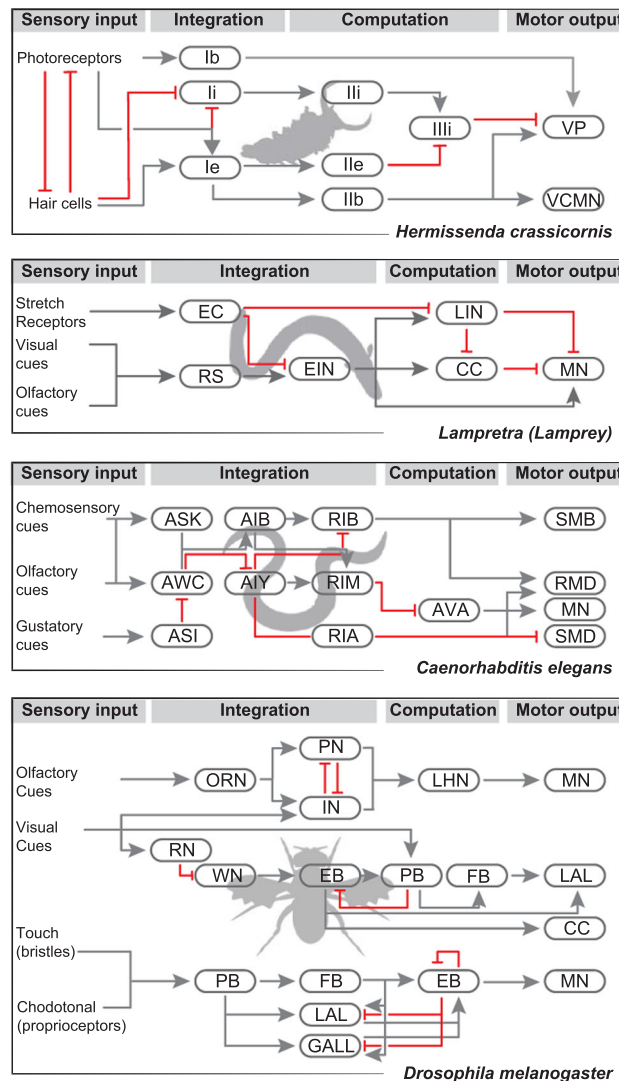 Sensory input Integration Computation Motor output
Photoreceptors Ib
Ii IIi
IIIi VP
Ie IIe
Hair cells IIb VCMN
Hermissenda crassicornis
Sensory input Integration Computation Motor output
Stretch
Receptors
EC LIN
Visual
cues
RS EIN CC MN
Olfactory
cues
Lampretra (Lamprey)
Sensory input Integration Computation Motor output
Chemosensory
cues
ASK AIB RIB SMB
Olfactory
cues
AWC AIY RIM RMD
AVA MN
Gustatory
cues
ASI RIA SMD
Caenorhabditis elegans
Sensory input Integration Computation Motor output
PN
Olfactory
Cues
ORN LHN MN
IN
Visual
Cues
RN
WN EB PB FB LAL
CC
Touch
(bristles)
PB FB EB MN
Chodotonal
(proprioceptors)
LAL
GALL
Drosophila melanogaster